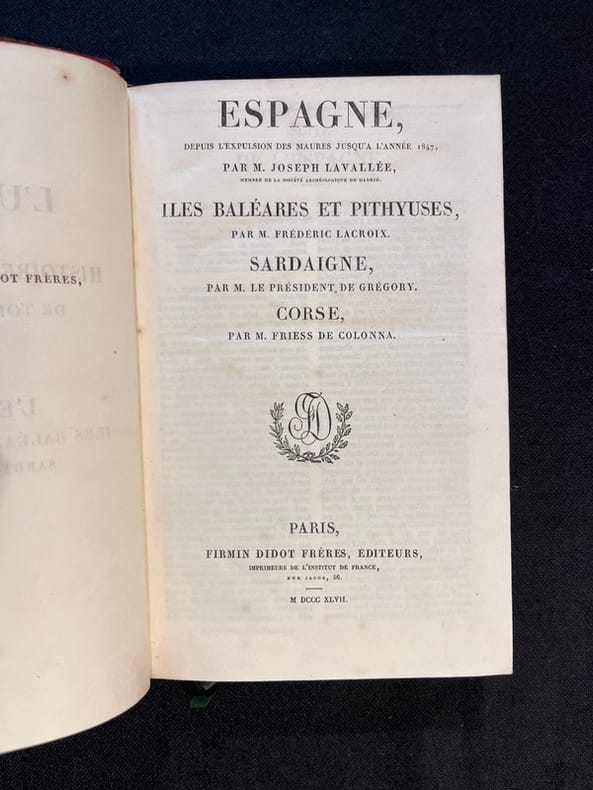 OT FRÈRES,
ESPAGNE,
DEPUIS L'EXPULSION DES MAURES JUSQU'A L'ANNÉE 1847,
PAR M. JOSEPH LAVALLÉE,
MEMBRE DE LA SOCIÉTÉ ARCHÉOLOGIQUE DE MADRID.
ILES BALÉARES ET PITHYUSES,
PAR M. FRÉDÉRIC LACROIX.
SARDAIGNE,
PAR M. LE PRÉSIDENT DE GRÉGORY.
CORSE,
PAR M. FRIESS DE COLONNA.
PARIS,
FIRMIN DIDOT FRÈRES, ÉDITEURS,
IMPRIMEURS DE L'INSTITUT DE FRANCE,
RUE JACOB, 56.
M DCCC XLVII.